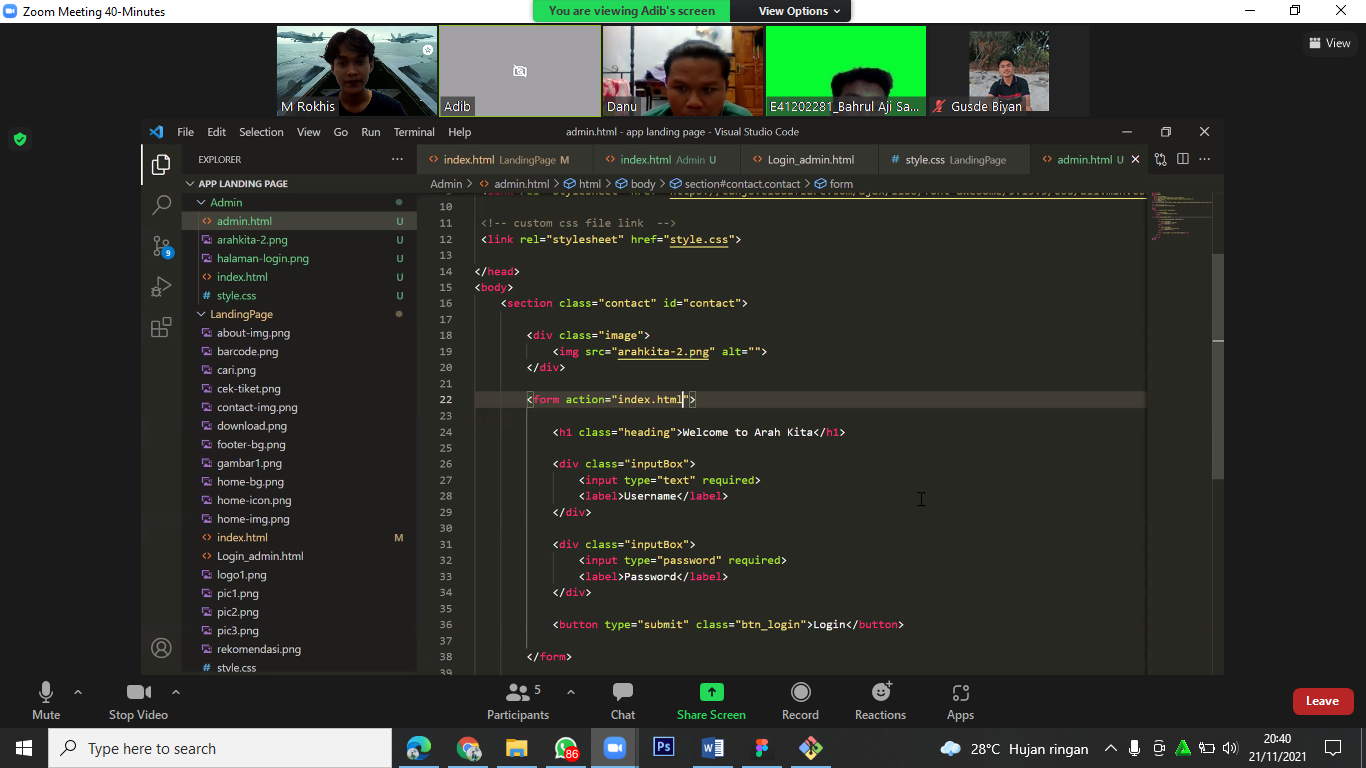 Zoom Meeting 40-Minutes
You are viewing Adib's screen
View Options
View
M Rokhis
Adib
Danu
E41202281_Bahrul Aji Sa...
Gusde Biyan
File Edit Selection View Go Run Terminal Help
admin.html - app landing page - Visual Studio Code
EXPLORER
index.html LandingPage M
index.html Admin U
Login_admin.html
style.css LandingPage
admin.html U
APP LANDING PAGE
Admin > admin.html > html > body > section#contact.contact > form
Admin
admin.html U
arahkita-2.png U
halaman-login.png U
index.html U
style.css U
LandingPage
about-img.png
barcode.png
cari.png
cek-tiket.png
contact-img.png
download.png
footer-bg.png
gambar1.png
home-bg.png
home-icon.png
home-img.png
index.html M
Login_admin.html
logo1.png
pic1.png
pic2.png
pic3.png
rekomendasi.png
style.css
9
10
11 <!-- custom css file link -->
12 <link rel="stylesheet" href="style.css">
13
14 </head>
15 <body>
16 <section class="contact" id="contact">
17
18 <div class="image">
19 <img src="arahkita-2.png" alt="">
20 </div>
21
22 <form action="index.html">
23
24 <h1 class="heading">Welcome to Arah Kita</h1>
25
26 <div class="inputBox">
27 <input type="text" required>
28 <label>Username</label>
29 </div>
30
31 <div class="inputBox">
32 <input type="password" required>
33 <label>Password</label>
34 </div>
35
36 <button type="submit" class="btn_login">Login</button>
37
38 </form>
39
Mute
Stop Video
5
Participants
Chat
Share Screen
Record
Reactions
Apps
Leave
Type here to search
86
Ps
28°C Hujan ringan
20:40
21/11/2021